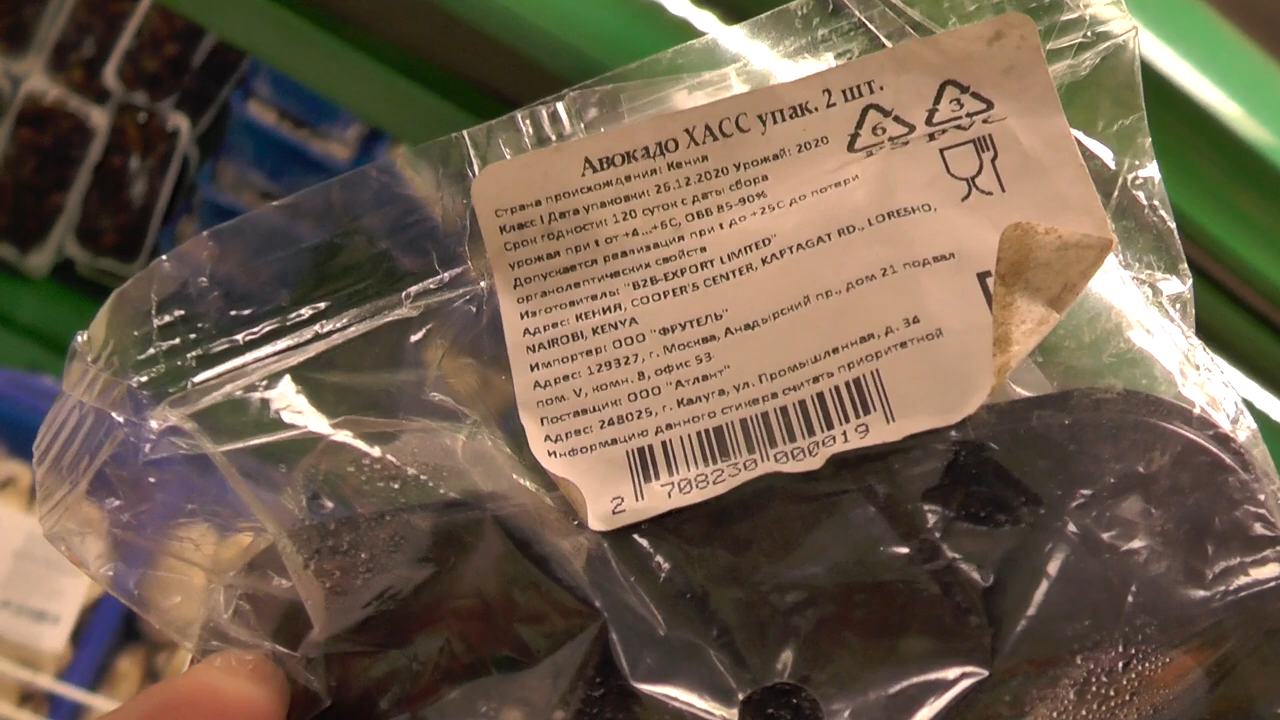 Авокадо ХАСС упак. 2 шт.
Страна происхождения: Кения
Класс I Дата упаковки: 26.12.2020 Урожай: 2020
Срок годности: 120 суток с даты сбора
урожая при t от +4...+6С, ОВВ 85-90%
Допускается реализация при t до +25С до потери
органолептических свойств
Изготовитель: "B2B-EXPORT LIMITED"
Адрес: КЕНИЯ, COOPER'S CENTER, KAPTAGAT RD., LORESHO,
NAIROBI, KENYA
Импортер: ООО "ФРУТЕЛЬ"
Адрес: 129327, г. Москва, Анадырский пр., дом 21 подвал
пом. V, комн. 8, офис 53.
Поставщик: ООО "Атлант"
Адрес: 248025, г. Калуга, ул. Промышленная, д. 34
Информацию данного стикера считать приоритетной
2 708230 000019
6 3
PS PVC